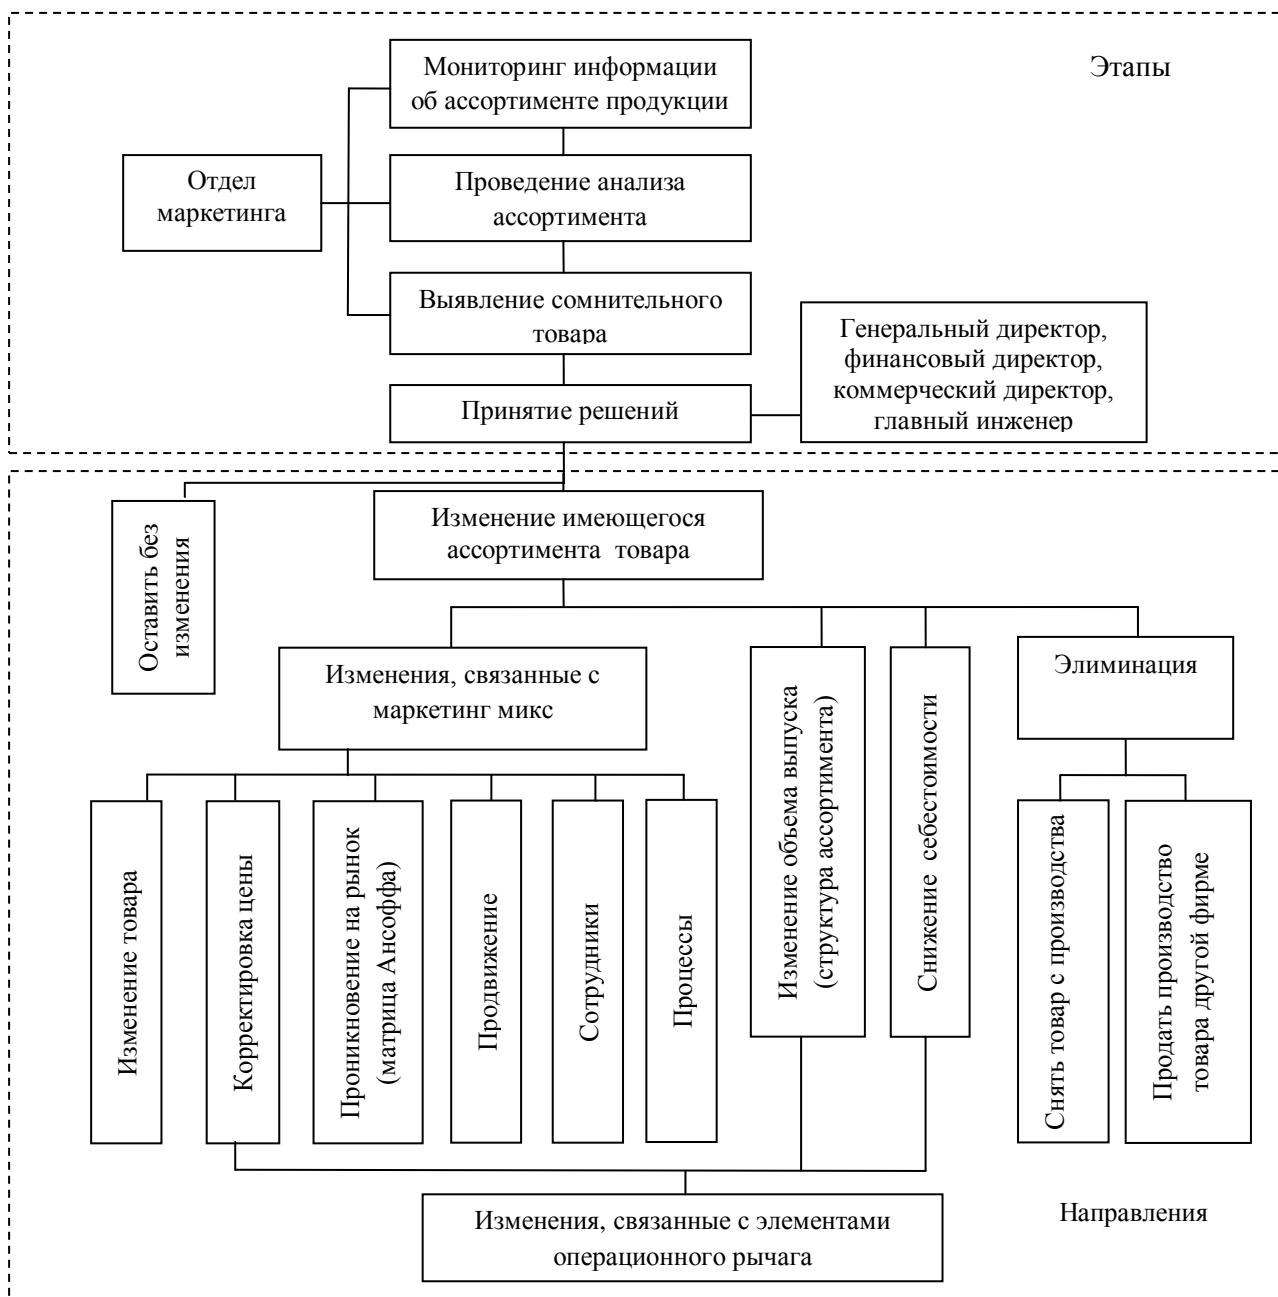 Этапы
Мониторинг информации
об ассортименте продукции
Отдел
маркетинга
Проведение анализа
ассортимента
Выявление сомнительного
товара
Генеральный директор,
финансовый директор,
коммерческий директор,
главный инженер
Принятие решений
Оставить без
изменения
Изменение имеющегося
ассортимента товара
Изменения, связанные с
маркетинг микс
Изменение объема выпуска
(структура ассортимента)
Снижение себестоимости
Элиминация
Изменение товара
Корректировка цены
Проникновение на рынок
(матрица Ансоффа)
Продвижение
Сотрудники
Процессы
Снять товар с производства
Продать производство
товара другой фирме
Изменения, связанные с элементами
операционного рычага
Направления